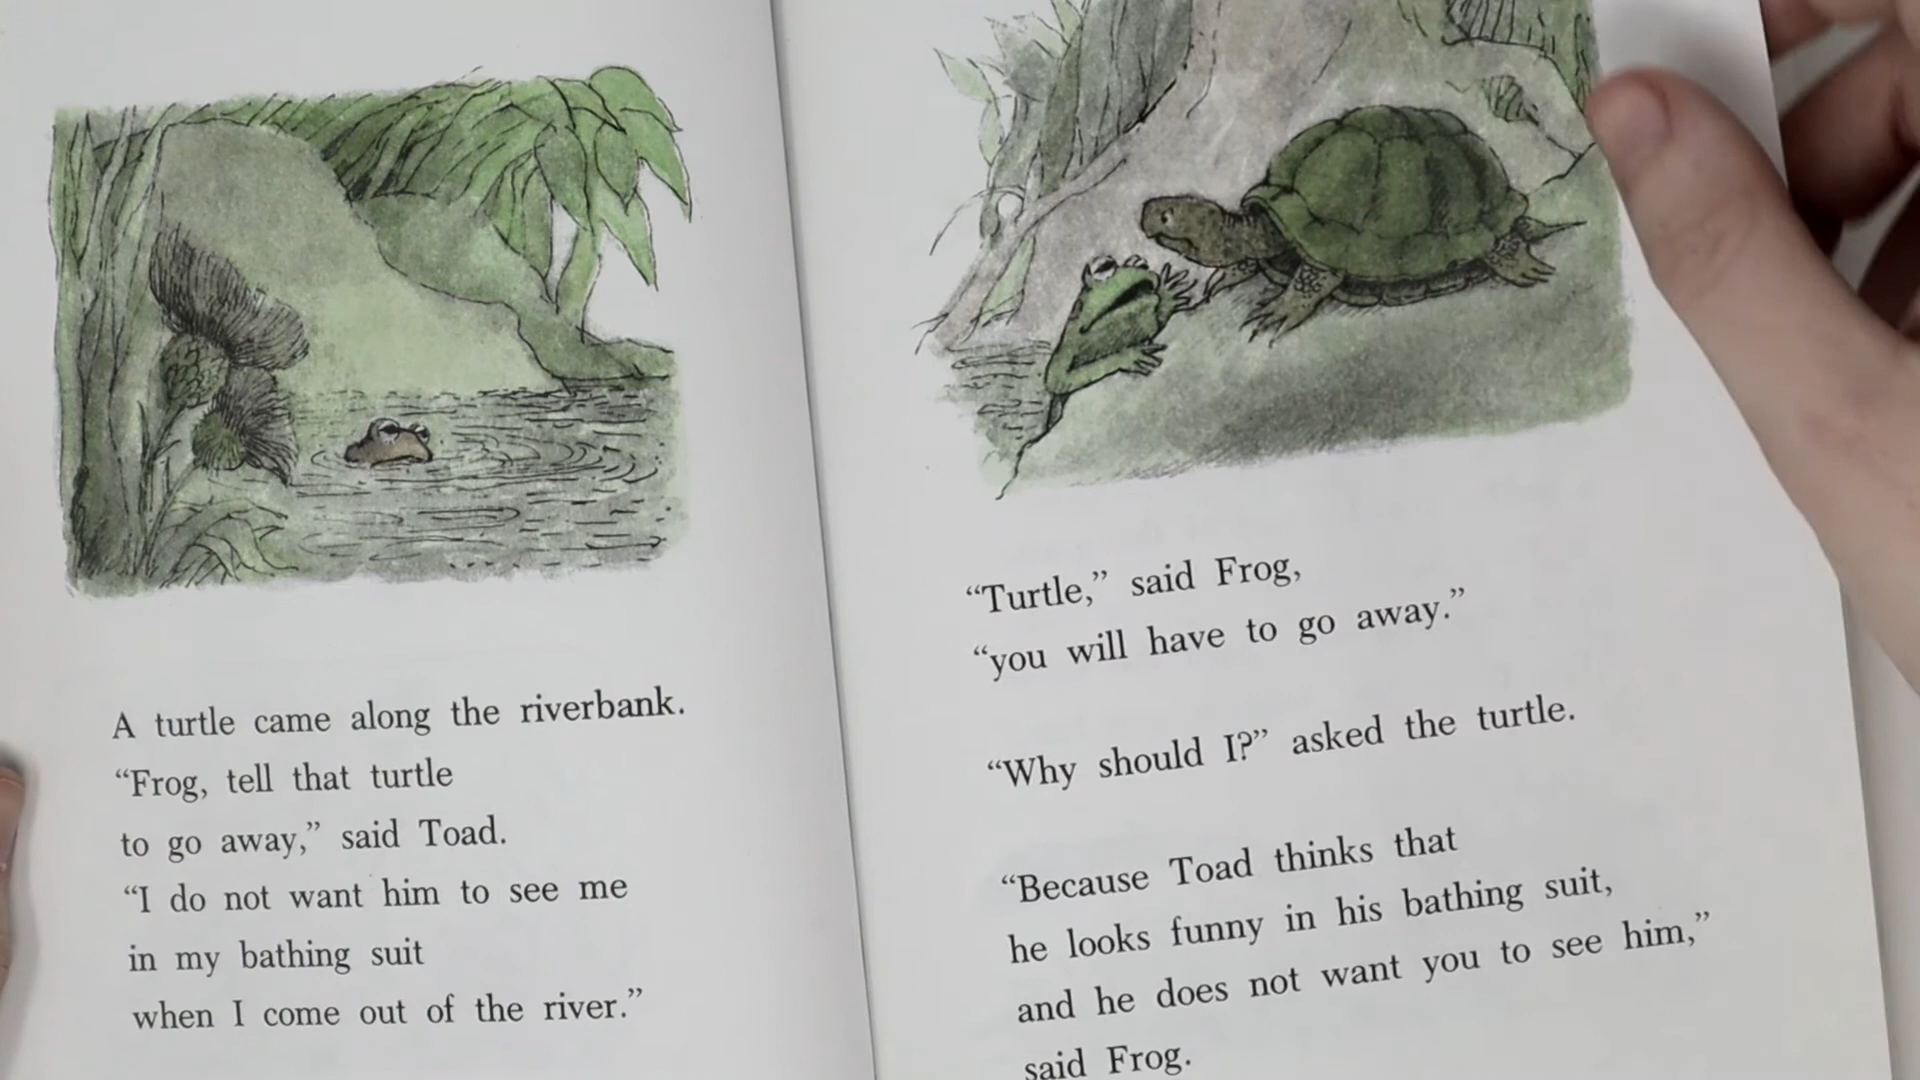 A turtle came along the riverbank.
“Frog, tell that turtle
to go away,” said Toad.
“I do not want him to see me
in my bathing suit
when I come out of the river.”
“Turtle,” said Frog,
“you will have to go away.”
“Why should I?” asked the turtle.
“Because Toad thinks that
he looks funny in his bathing suit,
and he does not want you to see him,”
said Frog.